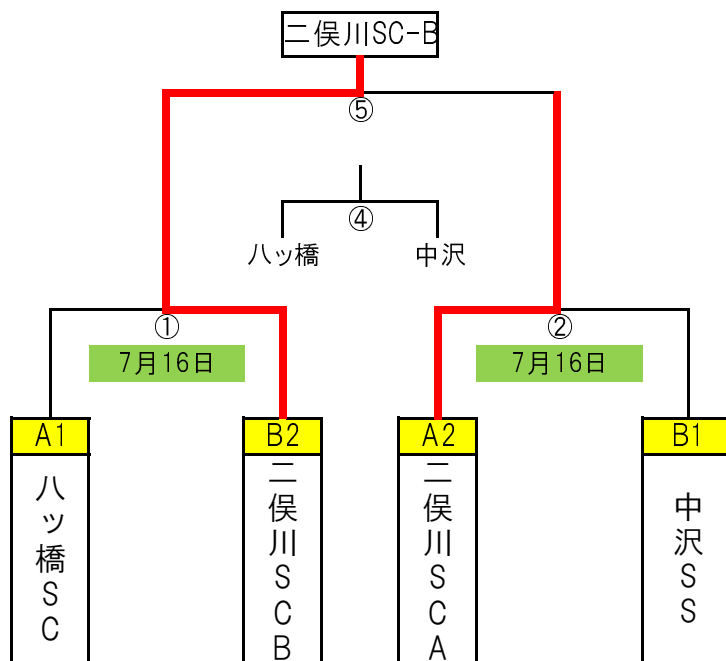 二俣川SC-B
⑤
④
八ッ橋
中沢
①
②
7月16日
7月16日
A1
B2
A2
B1
八ッ橋SC
二俣川SCB
二俣川SCA
中沢SS